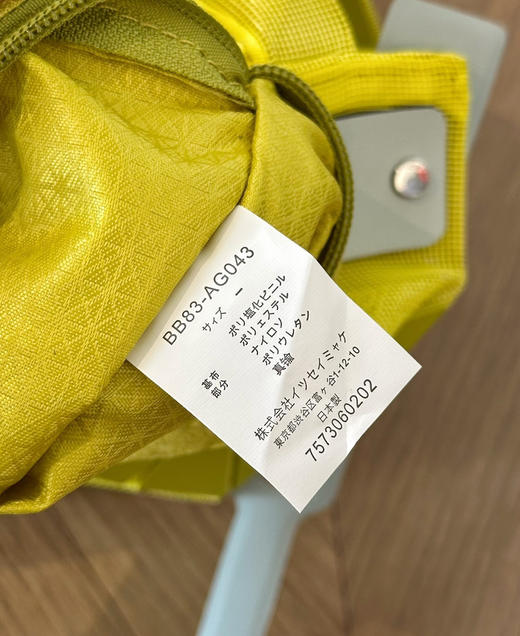 BB83-AG043
サイズ ー
ポリ塩化ビニル
ポリエステル
ナイロン
ポリウレタン
基布
部分 真鍮
株式会社イッセイミャケ
東京都渋谷区富ヶ谷1-12-10
日本製
7573060202